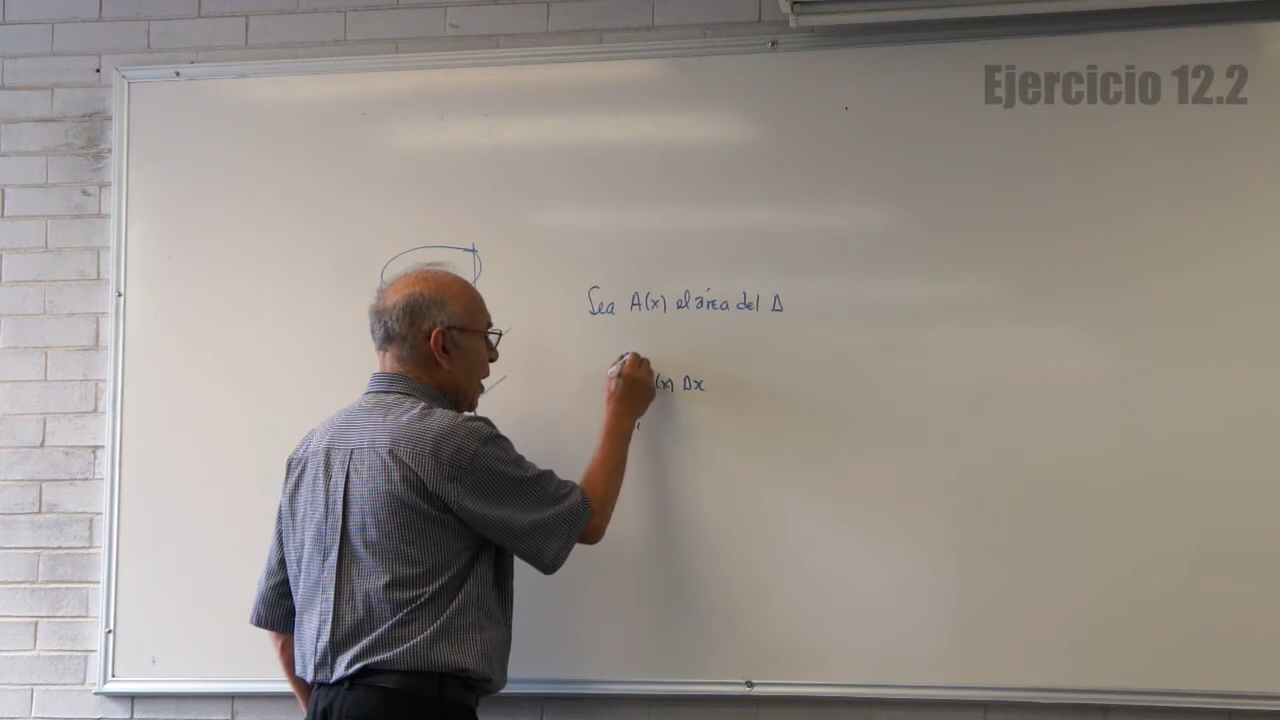 Ejercicio 12.2
Sea A(x) el área del Δ
(x) Δx